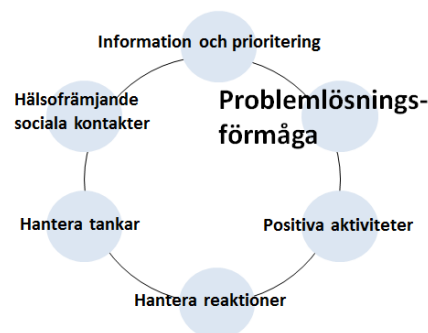 Information och prioritering
Problemlösnings-
förmåga
Positiva aktiviteter
Hantera reaktioner
Hantera tankar
Hälsofrämjande
sociala kontakter